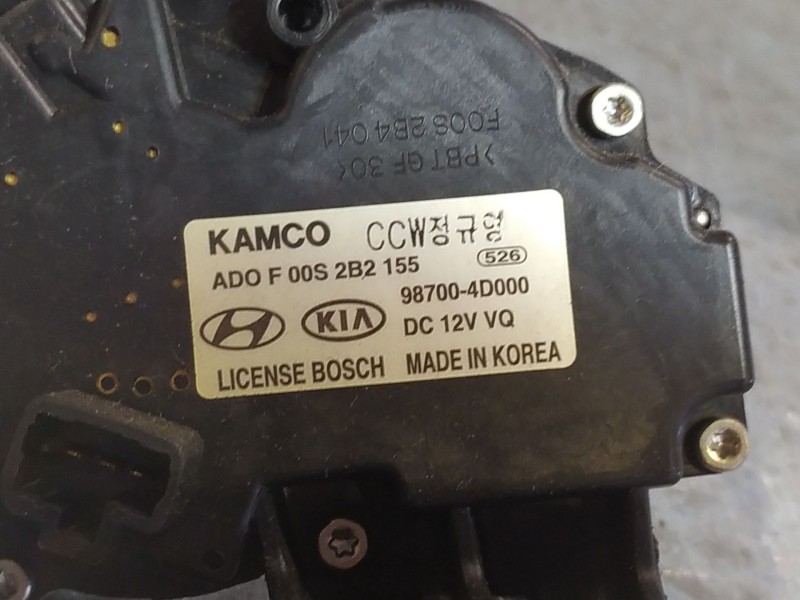 F00S 2B4 041
>PBT GF 30<
KAMCO CCW정규영
ADO F 00S 2B2 155 526
98700-4D000
KIA DC 12V VQ
LICENSE BOSCH MADE IN KOREA